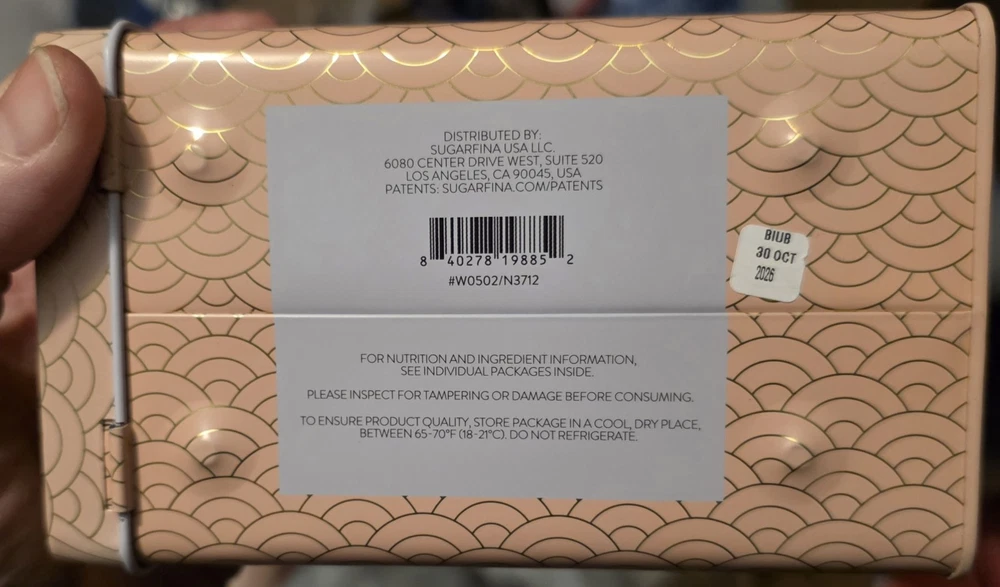 DISTRIBUTED BY:
SUGARFINA USA LLC.
6080 CENTER DRIVE WEST, SUITE 520
LOS ANGELES, CA 90045, USA
PATENTS: SUGARFINA.COM/PATENTS
8 40278 19885 2
#W0502/N3712
BIUB
30 OCT
2026
FOR NUTRITION AND INGREDIENT INFORMATION,
SEE INDIVIDUAL PACKAGES INSIDE.
PLEASE INSPECT FOR TAMPERING OR DAMAGE BEFORE CONSUMING.
TO ENSURE PRODUCT QUALITY, STORE PACKAGE IN A COOL, DRY PLACE,
BETWEEN 65-70°F (18-21°C). DO NOT REFRIGERATE.